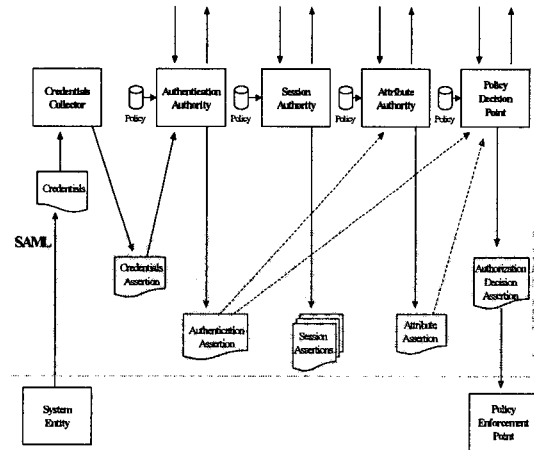 Credentials
Collector
Authentication
Authority
Session
Authority
Attribute
Authority
Policy
Decision
Point
Policy
Policy
Policy
Policy
Credentials
SAML
Credentials
Assertion
Authentication
Assertion
Session
Assertions
Attribute
Assertion
Authorization
Decision
Assertion
System
Entity
Policy
Enforcement
Point